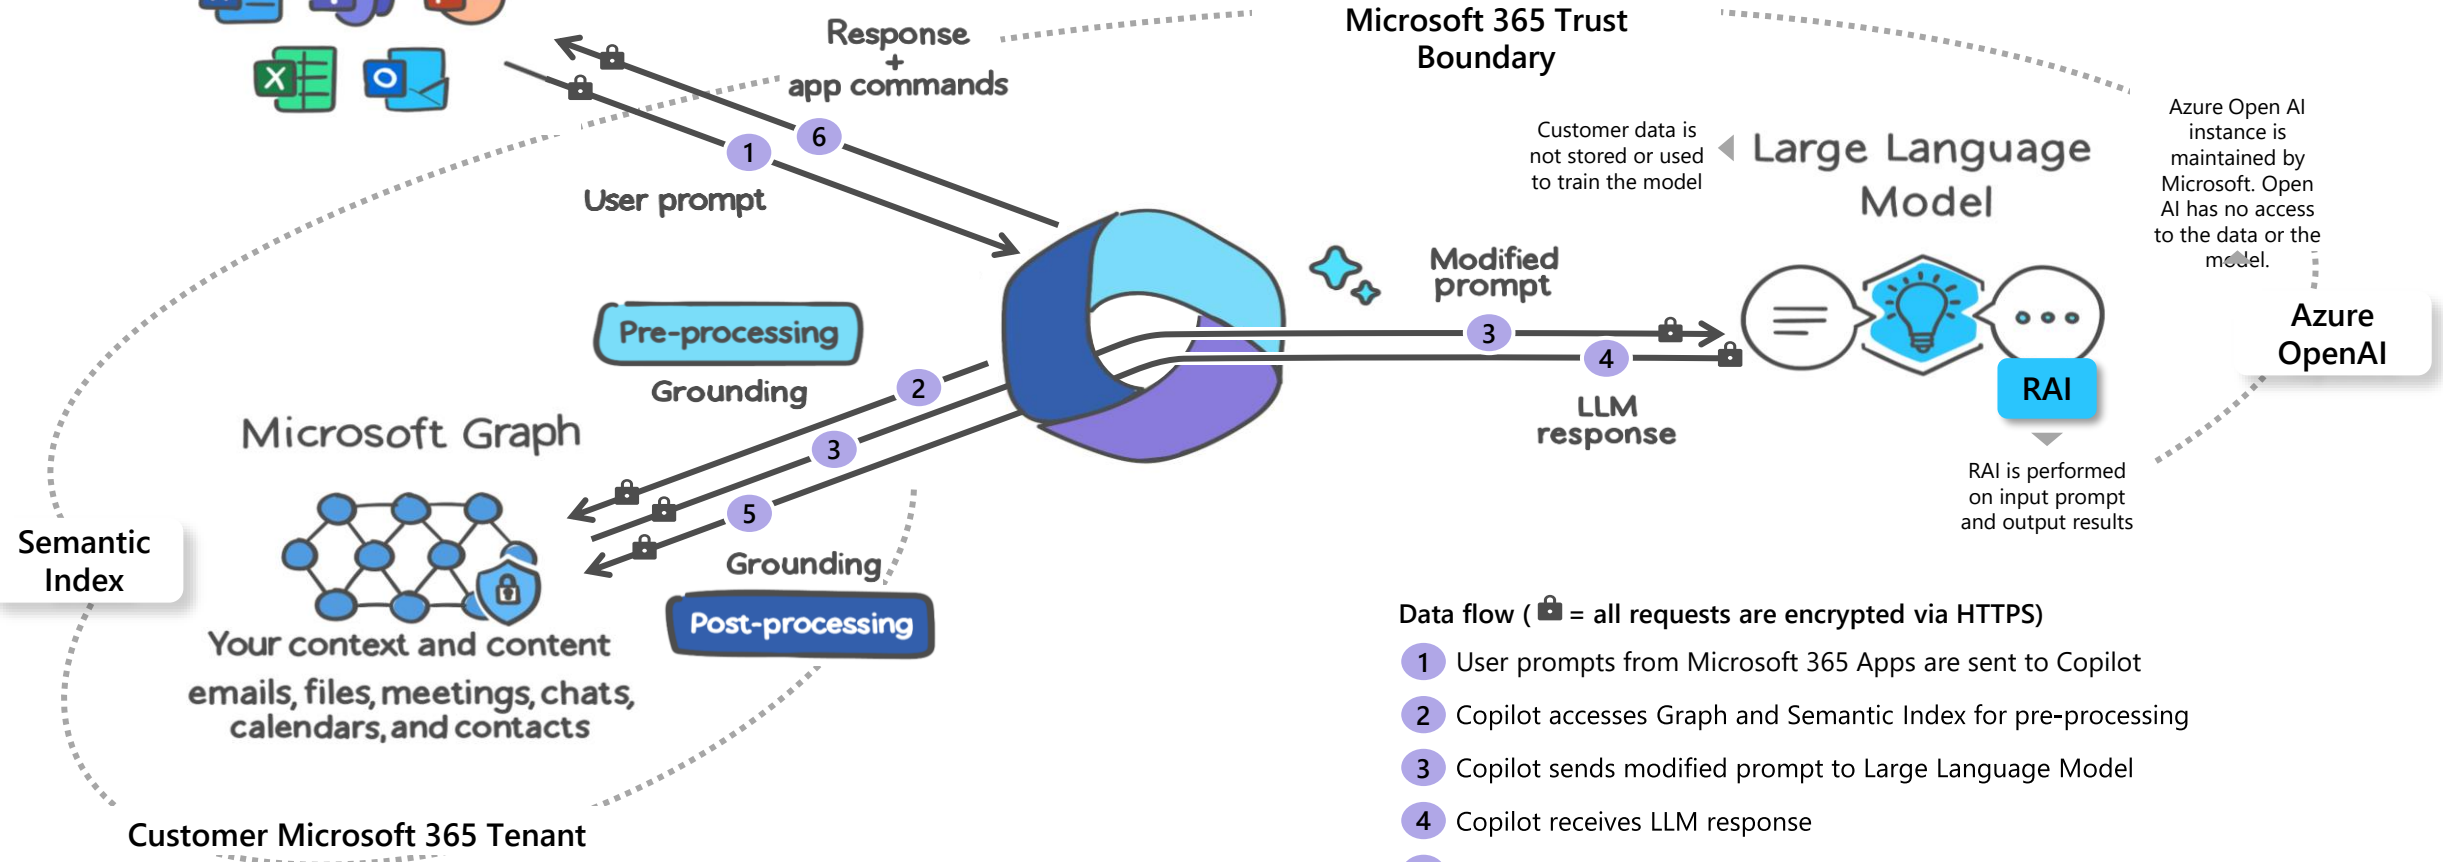 Microsoft 365 Trust
Boundary
Response
+
app commands
6
1
User prompt
Customer data is
not stored or used
to train the model
Large Language
Model
Azure Open AI
instance is
maintained by
Microsoft. Open
AI has no access
to the data or the
model.
Modified
prompt
3
4
LLM
response
Azure
OpenAI
RAI
RAI is performed
on input prompt
and output results
Pre-processing
Grounding
2
3
5
Microsoft Graph
Semantic
Index
Grounding
Post-processing
Your context and content
emails, files, meetings, chats,
calendars, and contacts
Customer Microsoft 365 Tenant
Data flow ( = all requests are encrypted via HTTPS)
1 User prompts from Microsoft 365 Apps are sent to Copilot
2 Copilot accesses Graph and Semantic Index for pre-processing
3 Copilot sends modified prompt to Large Language Model
4 Copilot receives LLM response
X
O